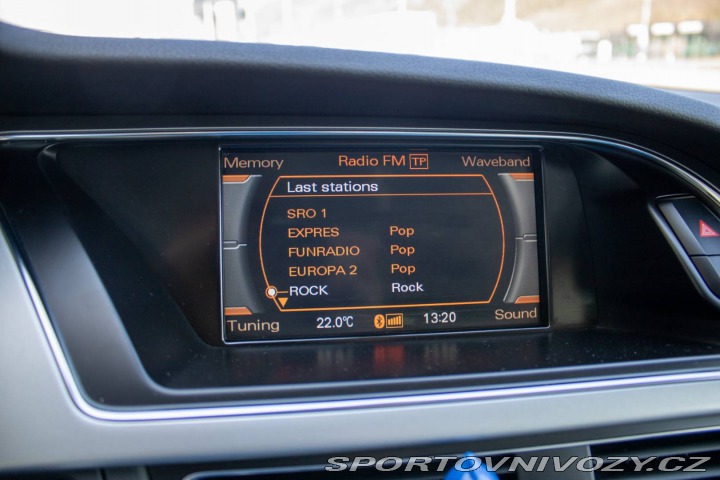 Memory Radio FM TP Waveband
Last stations
SRO 1
EXPRES Pop
FUNRADIO Pop
EUROPA 2 Pop
ROCK Rock
Tuning 22.0°C 13:20 Sound
SPORTOVNIVOZY.CZ